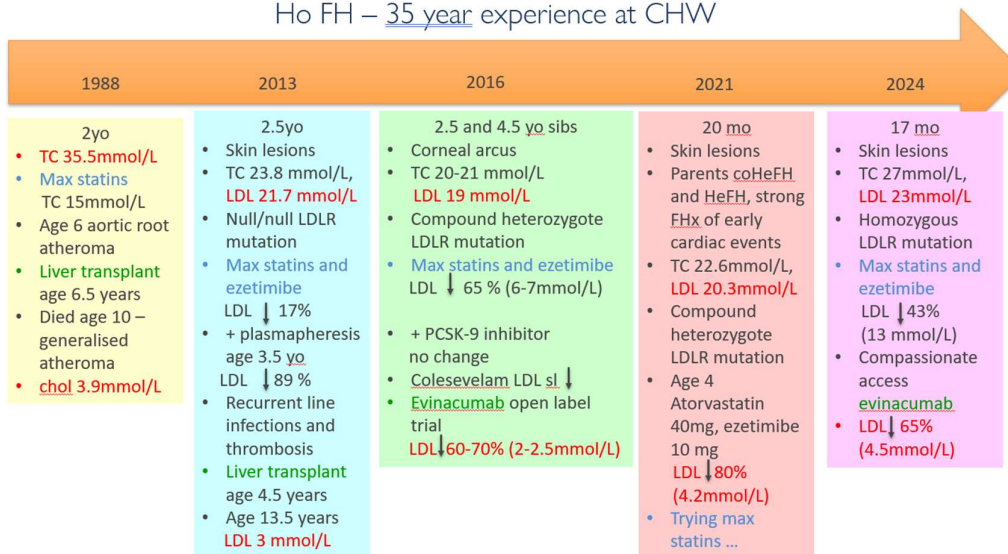 Ho FH – 35 year experience at CHW
1988
2013
2016
2021
2024
2yo
• TC 35.5mmol/L
• Max statins
TC 15mmol/L
• Age 6 aortic root
atheroma
• Liver transplant
age 6.5 years
• Died age 10 –
generalised
atheroma
• chol 3.9mmol/L
2.5yo
• Skin lesions
• TC 23.8 mmol/L,
LDL 21.7 mmol/L
• Null/null LDLR
mutation
• Max statins and
ezetimibe
LDL ↓ 17%
• + plasmapheresis
age 3.5 yo
LDL ↓89 %
• Recurrent line
infections and
thrombosis
• Liver transplant
age 4.5 years
• Age 13.5 years
LDL 3 mmol/L
2.5 and 4.5 yo sibs
• Corneal arcus
• TC 20-21 mmol/L
LDL 19 mmol/L
• Compound heterozygote
LDLR mutation
• Max statins and ezetimibe
LDL ↓ 65 % (6-7mmol/L)
• + PCSK-9 inhibitor
no change
• Colesevelam LDL sl ↓
• Evinacumab open label
trial
LDL↓60-70% (2-2.5mmol/L)
20 mo
• Skin lesions
• Parents coHeFH
and HeFH, strong
FHx of early
cardiac events
• TC 22.6mmol/L,
LDL 20.3mmol/L
• Compound
heterozygote
LDLR mutation
• Age 4
Atorvastatin
40mg, ezetimibe
10 mg
LDL ↓80%
(4.2mmol/L)
• Trying max
statins ...
17 mo
• Skin lesions
• TC 27mmol/L,
LDL 23mmol/L
• Homozygous
LDLR mutation
• Max statins and
ezetimibe
LDL ↓43%
(13 mmol/L)
• Compassionate
access
evinacumab
• LDL↓ 65%
(4.5mmol/L)